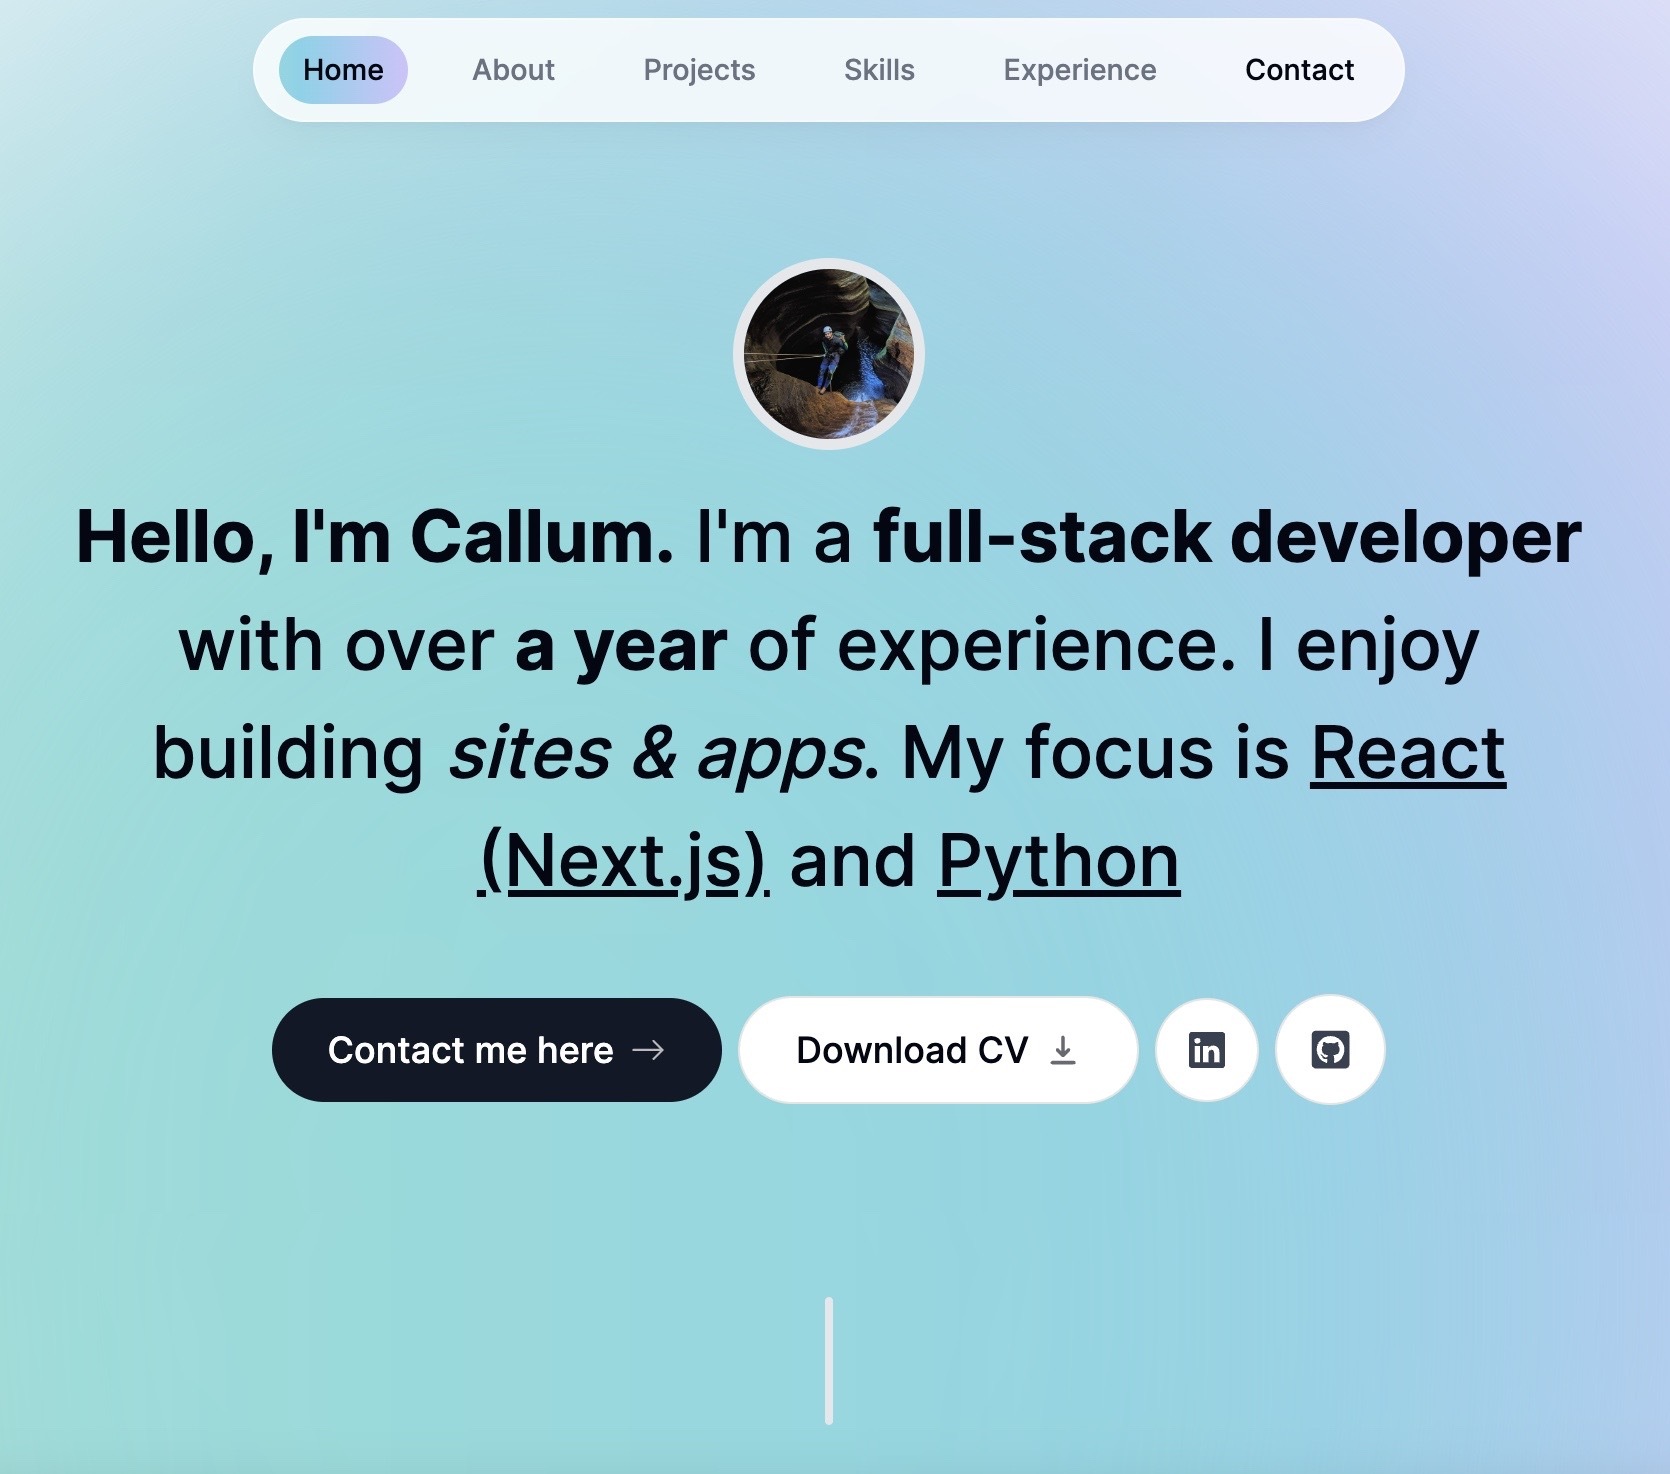 Home About Projects Skills Experience Contact
Hello, I'm Callum. I'm a full-stack developer
with over a year of experience. I enjoy
building sites & apps. My focus is React
(Next.js) and Python
Contact me here Download CV in